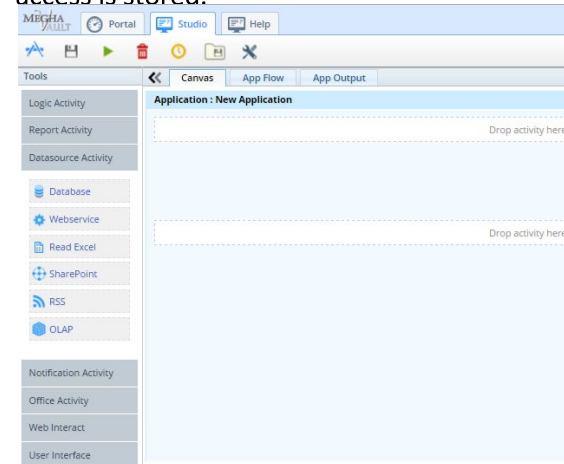 access is stored.
MEGHA VAULT Portal Studio Help
Tools Canvas App Flow App Output
Logic Activity
Application : New Application
Report Activity
Drop activity here
Datasource Activity
Database
Webservice
Drop activity here
Read Excel
SharePoint
RSS
OLAP
Notification Activity
Office Activity
Web Interact
User Interface